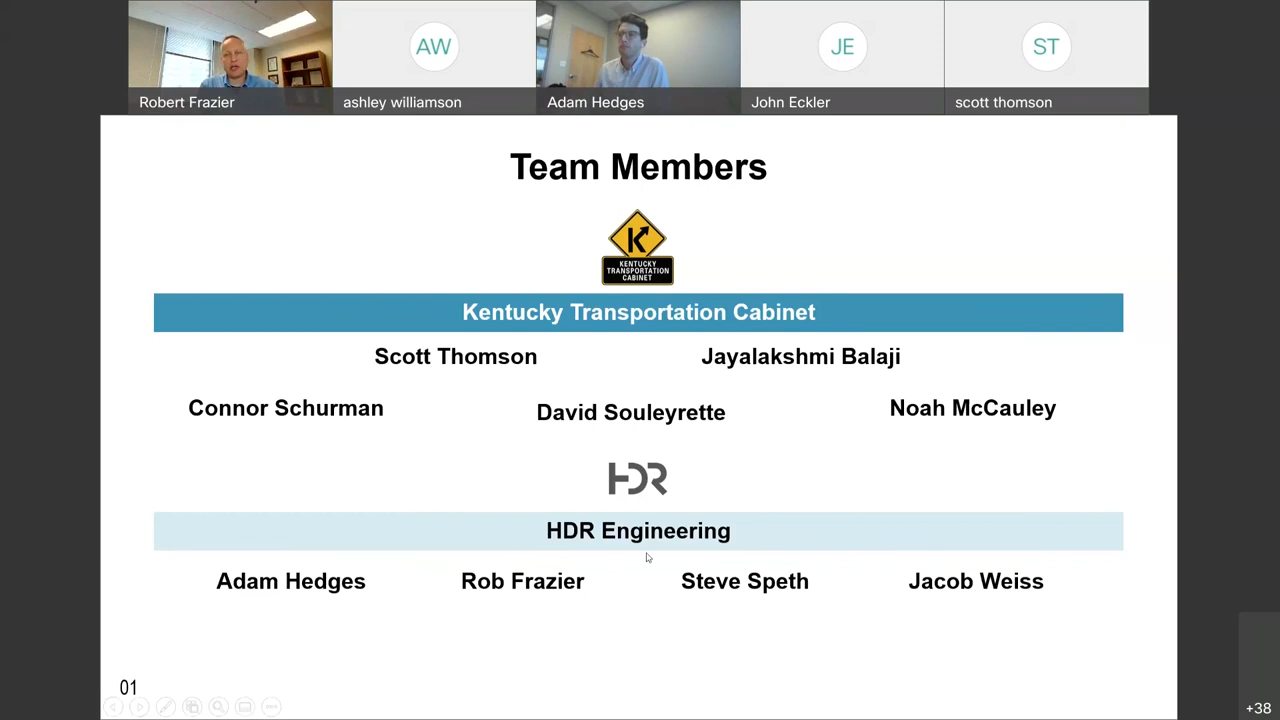 AW
JE
ST
Robert Frazier
ashley williamson
Adam Hedges
John Eckler
scott thomson
Team Members
K
KENTUCKY
TRANSPORTATION
CABINET
Kentucky Transportation Cabinet
Scott Thomson
Jayalakshmi Balaji
Connor Schurman
David Souleyrette
Noah McCauley
HDR
HDR Engineering
Adam Hedges
Rob Frazier
Steve Speth
Jacob Weiss
01
+38